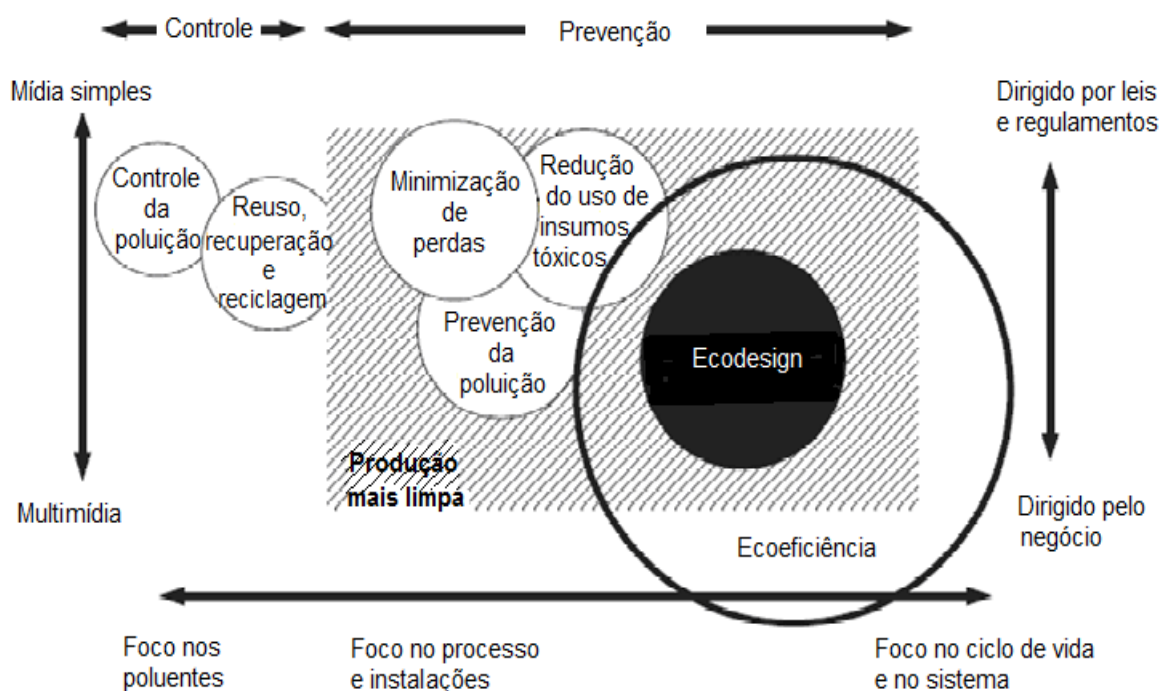 Controle
Prevenção
Mídia simples
Dirigido por leis
e regulamentos
Controle
da
poluição
Reuso,
recuperação
e
reciclagem
Minimização
de
perdas
Redução
do uso de
insumos
tóxicos
Prevenção
da
poluição
Ecodesign
Produção
mais limpa
Multimídia
Dirigido pelo
negócio
Ecoeficiência
Foco nos
poluentes
Foco no processo
e instalações
Foco no ciclo de vida
e no sistema